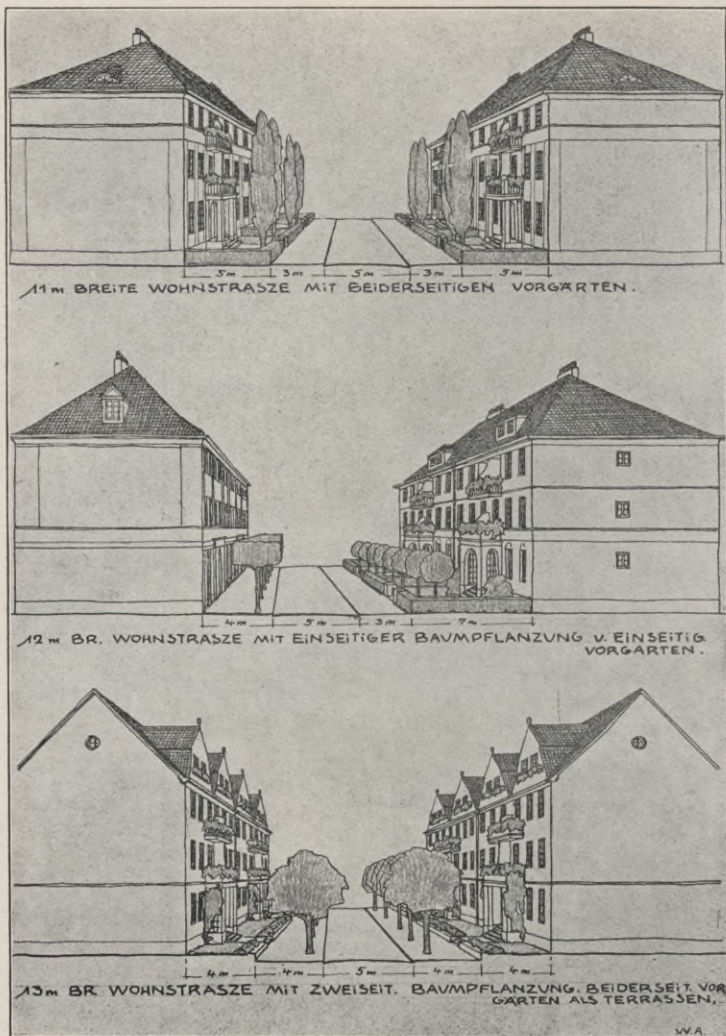 5m 3m 5m 3m 5m
11m BREITE WOHNSTRASZE MIT BEIDERSEITIGEN VORGÄRTEN.
4m 5m 3m 7m
12m BR. WOHNSTRASZE MIT EINSEITIGER BAUMPFLANZUNG U. EINSEITIG
VORGARTEN.
4m 4m 5m 4m 4m
13m BR WOHNSTRASZE MIT ZWEISEIT. BAUMPFLANZUNG. BEIDERSEIT. VOR
GÄRTEN ALS TERRASSEN.
W.A.